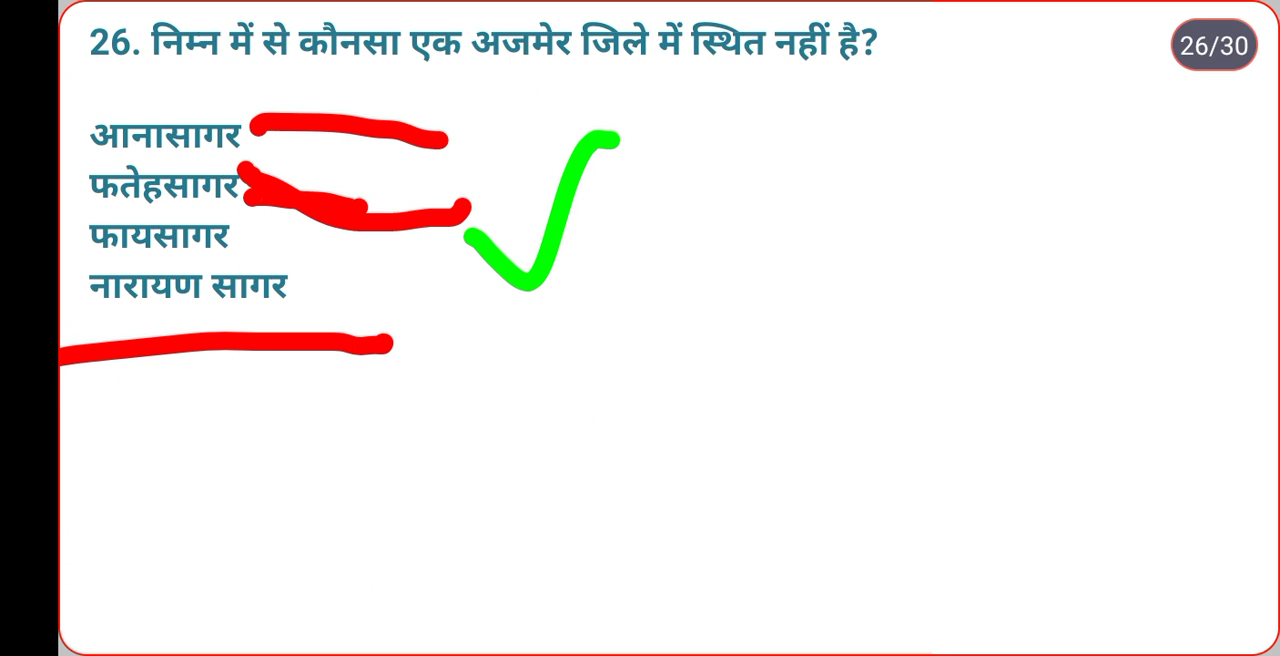 26. निम्न में से कौनसा एक अजमेर जिले में स्थित नहीं है?
26/30
आनासागर
फतेहसागर
फायसागर
नारायण सागर